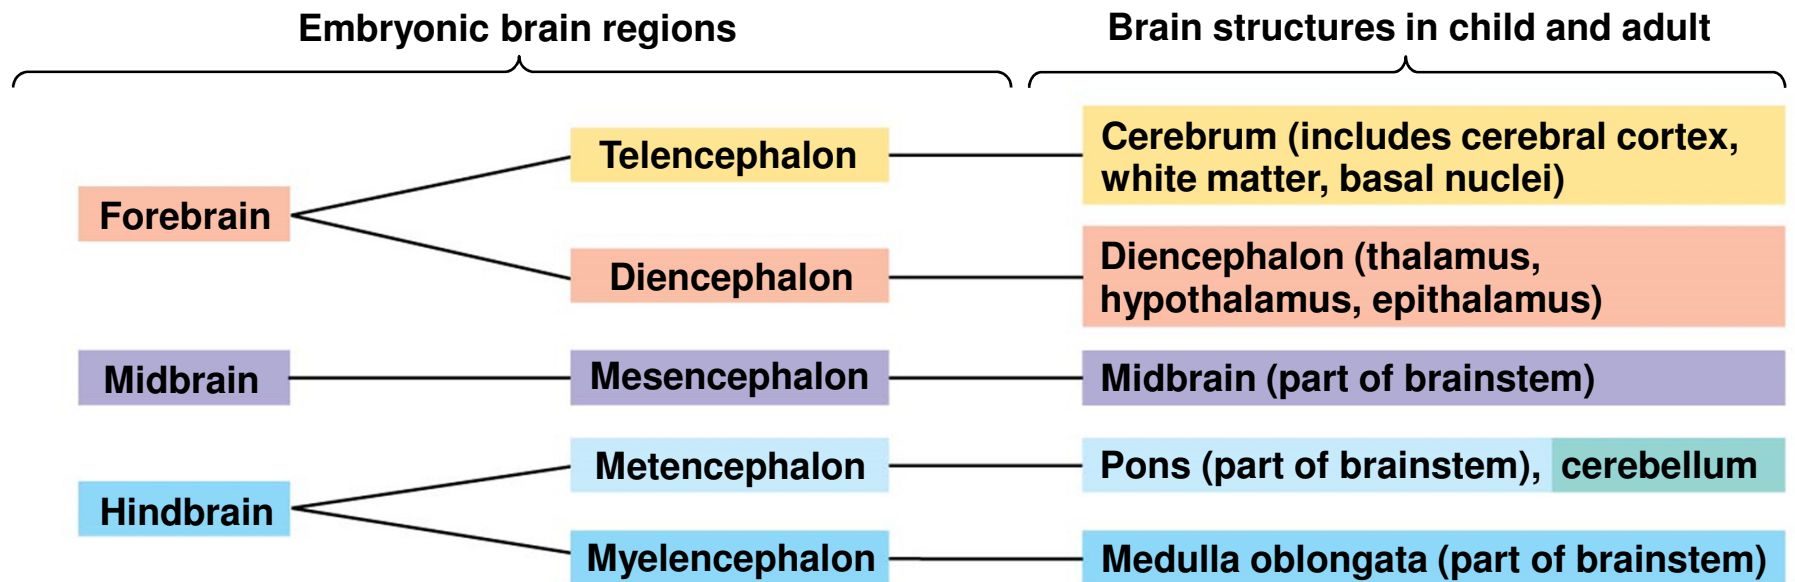 Embryonic brain regions
Brain structures in child and adult
Forebrain
Telencephalon
Cerebrum (includes cerebral cortex,
white matter, basal nuclei)
Diencephalon
Diencephalon (thalamus,
hypothalamus, epithalamus)
Midbrain
Mesencephalon
Midbrain (part of brainstem)
Hindbrain
Metencephalon
Pons (part of brainstem), cerebellum
Myelencephalon
Medulla oblongata (part of brainstem)